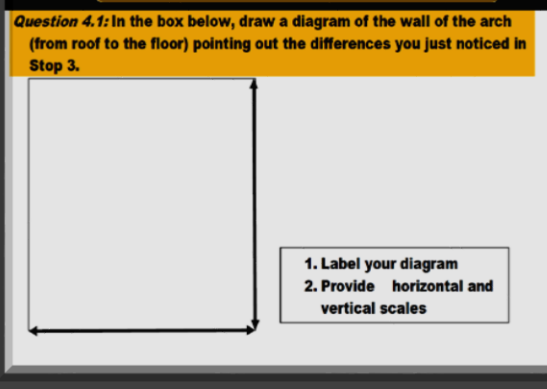 Question 4.1: In the box below, draw a diagram of the wall of the arch
(from roof to the floor) pointing out the differences you just noticed in
Stop 3.
1. Label your diagram
2. Provide horizontal and
vertical scales